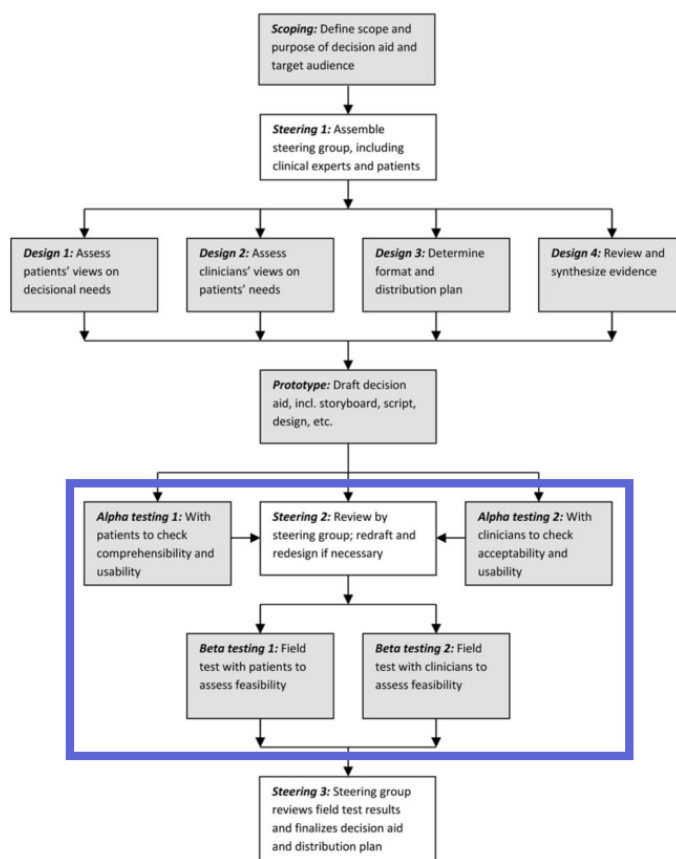 Scoping: Define scope and
purpose of decision aid and
target audience
Steering 1: Assemble
steering group, including
clinical experts and patients
Design 1: Assess
patients' views on
decisional needs
Design 2: Assess
clinicians' views on
patients' needs
Design 3: Determine
format and
distribution plan
Design 4: Review and
synthesize evidence
Prototype: Draft decision
aid, incl. storyboard, script,
design, etc.
Alpha testing 1: With
patients to check
comprehensibility and
usability
Steering 2: Review by
steering group; redraft and
redesign if necessary
Alpha testing 2: With
clinicians to check
acceptability and
usability
Beta testing 1: Field
test with patients to
assess feasibility
Beta testing 2: Field
test with clinicians to
assess feasibility
Steering 3: Steering group
reviews field test results
and finalizes decision aid
and distribution plan